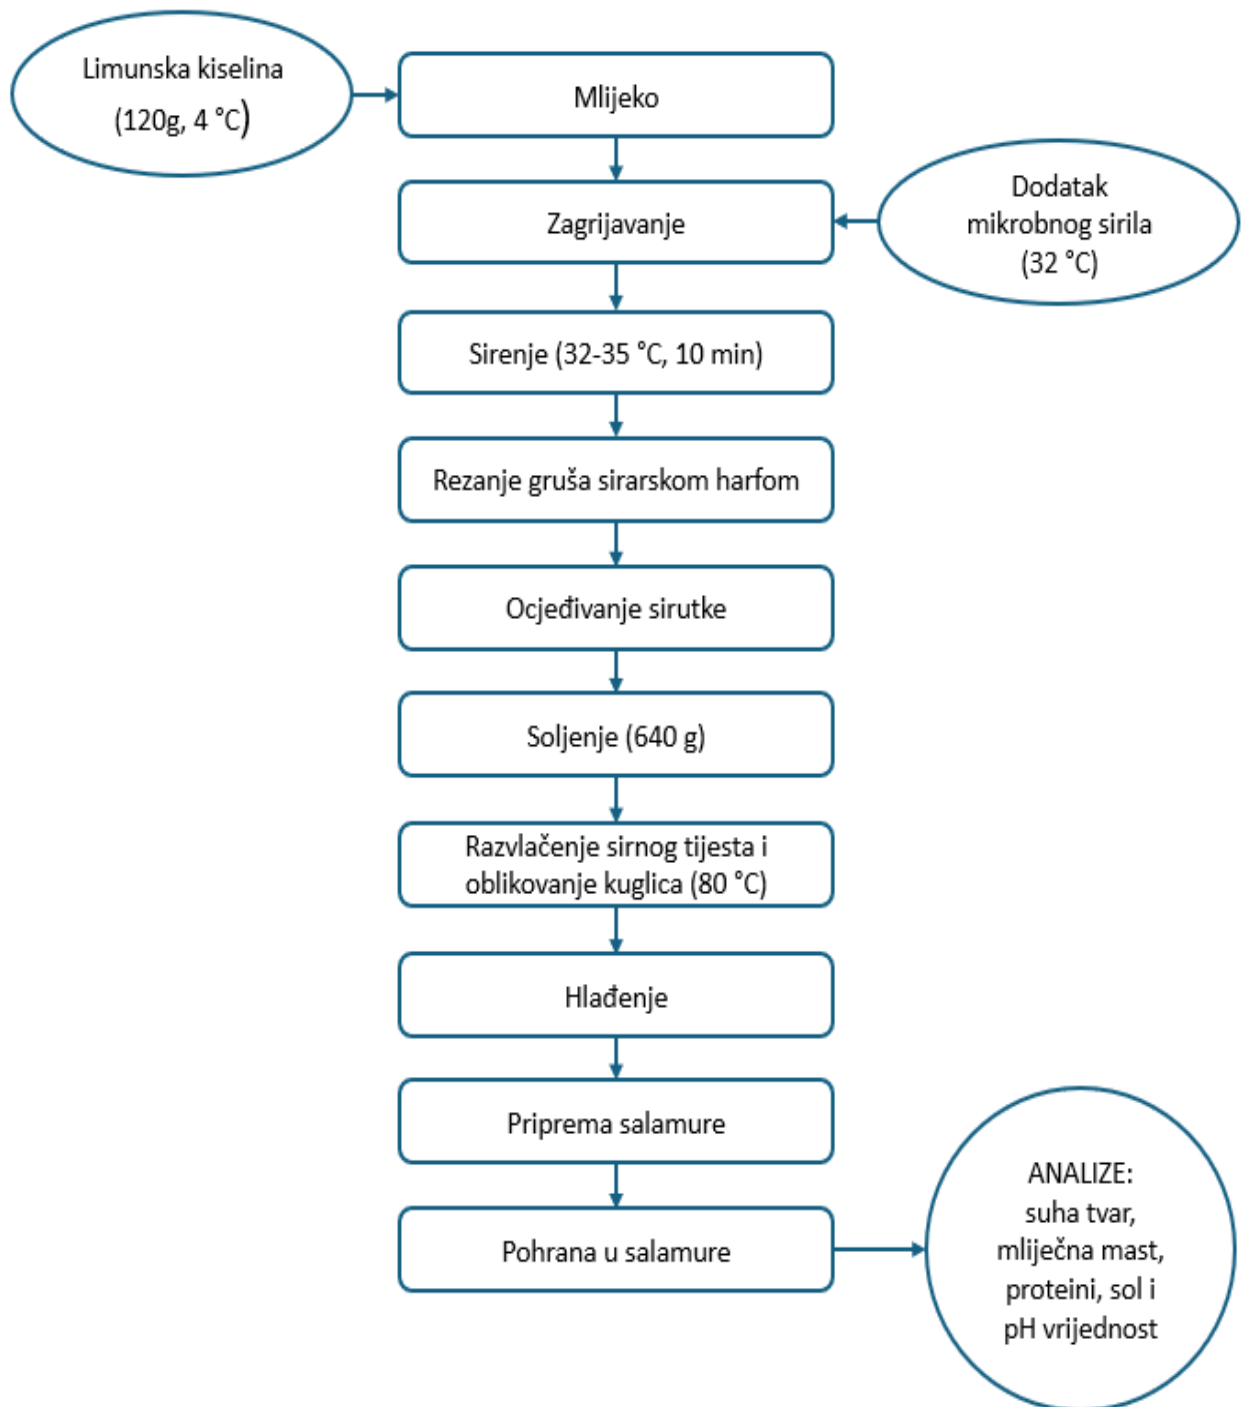 Limunska kiselina
(120g, 4 °C)
Mlijeko
Zagrijavanje
Dodatak
mikrobnog sirila
(32 °C)
Sirenje (32-35 °C, 10 min)
Rezanje gruša sirarskom harfom
Ocjeđivanje sirutke
Soljenje (640 g)
Razvlačenje sirnog tijesta i
oblikovanje kuglica (80 °C)
Hlađenje
Priprema salamure
Pohrana u salamure
ANALIZE:
suha tvar,
mliječna mast,
proteini, sol i
pH vrijednost